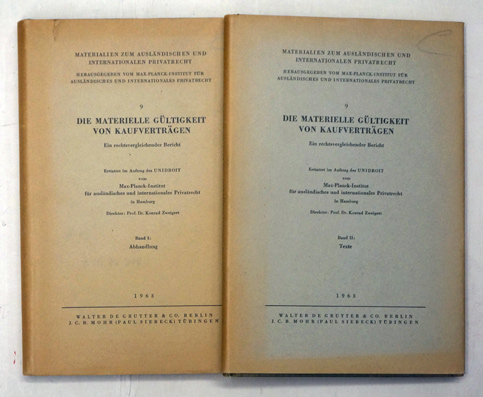 MATERIALIEN ZUM AUSLÄNDISCHEN UND
INTERNATIONALEN PRIVATRECHT
HERAUSGEGEBEN VOM MAX-PLANCK-INSTITUT FÜR
AUSLÄNDISCHES UND INTERNATIONALES PRIVATRECHT
9
DIE MATERIELLE GÜLTIGKEIT
VON KAUFVERTRÄGEN
Ein rechtsvergleichender Bericht
Erstattet im Auftrag des UNIDROIT
vom
Max-Planck-Institut
für ausländisches und internationales Privatrecht
in Hamburg
Direktor: Prof. Dr. Konrad Zweigert
Band I:
Abhandlung
1968
WALTER DE GRUYTER & CO. BERLIN
J. C. B. MOHR (PAUL SIEBECK) TÜBINGEN
MATERIALIEN ZUM AUSLÄNDISCHEN UND
INTERNATIONALEN PRIVATRECHT
HERAUSGEGEBEN VOM MAX-PLANCK-INSTITUT FÜR
AUSLÄNDISCHES UND INTERNATIONALES PRIVATRECHT
9
DIE MATERIELLE GÜLTIGKEIT
VON KAUFVERTRÄGEN
Ein rechtsvergleichender Bericht
Erstattet im Auftrag des UNIDROIT
vom
Max-Planck-Institut
für ausländisches und internationales Privatrecht
in Hamburg
Direktor: Prof. Dr. Konrad Zweigert
Band II:
Texte
1968
WALTER DE GRUYTER & CO. BERLIN
J. C. B. MOHR (PAUL SIEBECK) TÜBINGEN